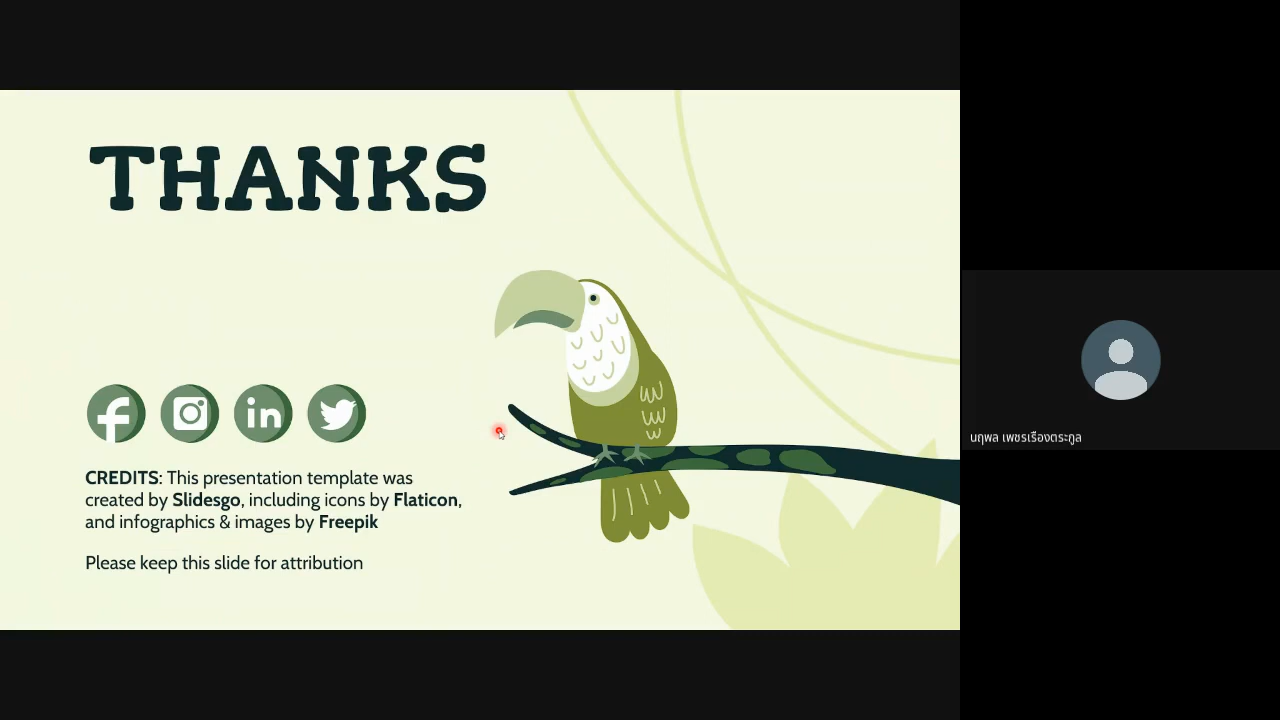 THANKS
CREDITS: This presentation template was
created by Slidesgo, including icons by Flaticon,
and infographics & images by Freepik
Please keep this slide for attribution
นฤพล เพชรเรืองตระกูล